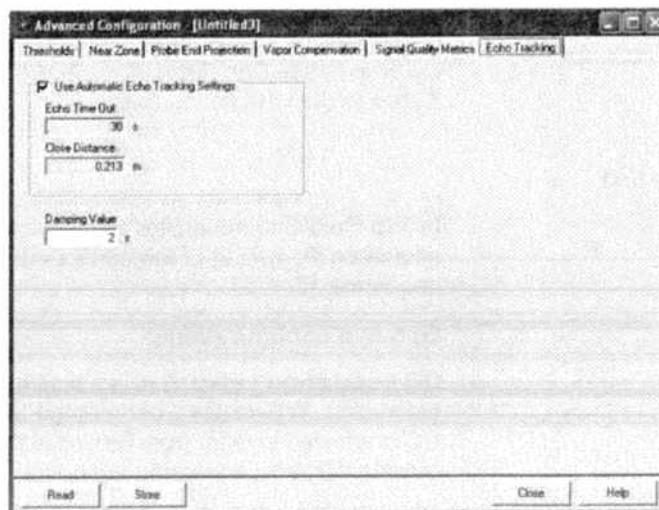 Advanced Configuration - [Untitled3]
Thresholds Near Zone Probe End Projection Vapor Compensation Signal Quality Metrics Echo Tracking
Use Automatic Echo Tracking Settings
Echo Time Out
30 s
Close Distance
0.213 m
Damping Value
2 s
Read Store Close Help